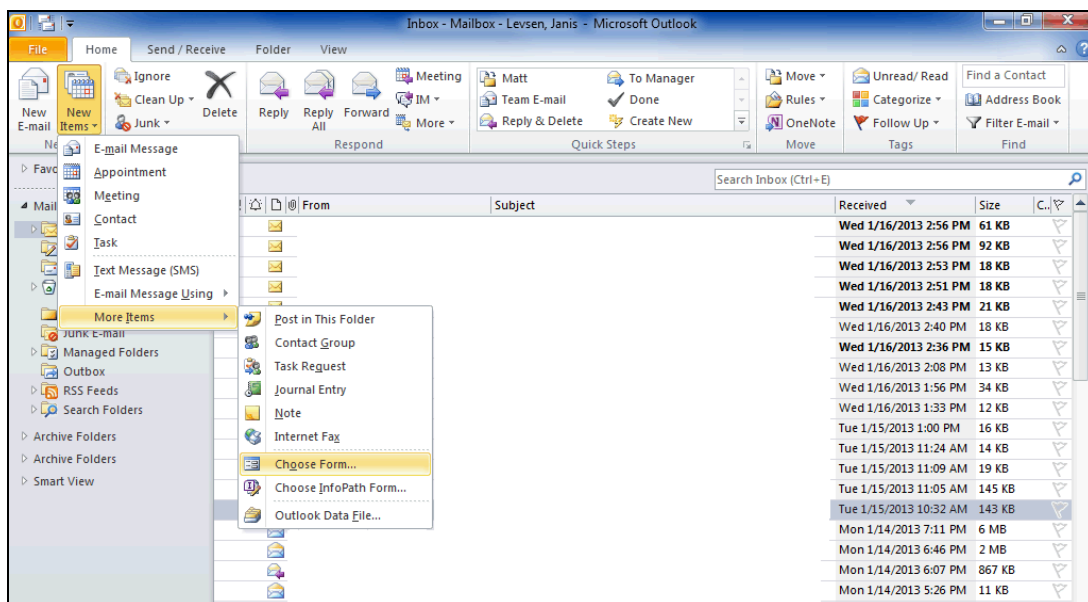 Inbox - Mailbox - Levsen, Janis - Microsoft Outlook
File Home Send / Receive Folder View
New E-mail
New Items
Ignore
Clean Up
Junk
Delete
Reply
Reply All
Forward
Meeting
IM
More
Respond
Matt
Team E-mail
Reply & Delete
To Manager
Done
Create New
Quick Steps
Move
Rules
OneNote
Move
Unread/ Read
Categorize
Follow Up
Tags
Find a Contact
Address Book
Filter E-mail
Find
E-mail Message
Appointment
Meeting
Contact
Task
Text Message (SMS)
E-mail Message Using
More Items
Post in This Folder
Contact Group
Task Request
Journal Entry
Note
Internet Fax
Choose Form...
Choose InfoPath Form...
Outlook Data File...
Junk E-mail
Managed Folders
Outbox
RSS Feeds
Search Folders
Archive Folders
Archive Folders
Smart View
Search Inbox (Ctrl+E)
From Subject Received Size C..
Wed 1/16/2013 2:56 PM 61 KB
Wed 1/16/2013 2:56 PM 92 KB
Wed 1/16/2013 2:53 PM 18 KB
Wed 1/16/2013 2:51 PM 18 KB
Wed 1/16/2013 2:43 PM 21 KB
Wed 1/16/2013 2:40 PM 18 KB
Wed 1/16/2013 2:36 PM 15 KB
Wed 1/16/2013 2:08 PM 13 KB
Wed 1/16/2013 1:56 PM 34 KB
Wed 1/16/2013 1:33 PM 12 KB
Tue 1/15/2013 1:00 PM 16 KB
Tue 1/15/2013 11:24 AM 14 KB
Tue 1/15/2013 11:09 AM 19 KB
Tue 1/15/2013 11:05 AM 145 KB
Tue 1/15/2013 10:32 AM 143 KB
Mon 1/14/2013 7:11 PM 6 MB
Mon 1/14/2013 6:46 PM 2 MB
Mon 1/14/2013 6:07 PM 867 KB
Mon 1/14/2013 5:26 PM 11 KB